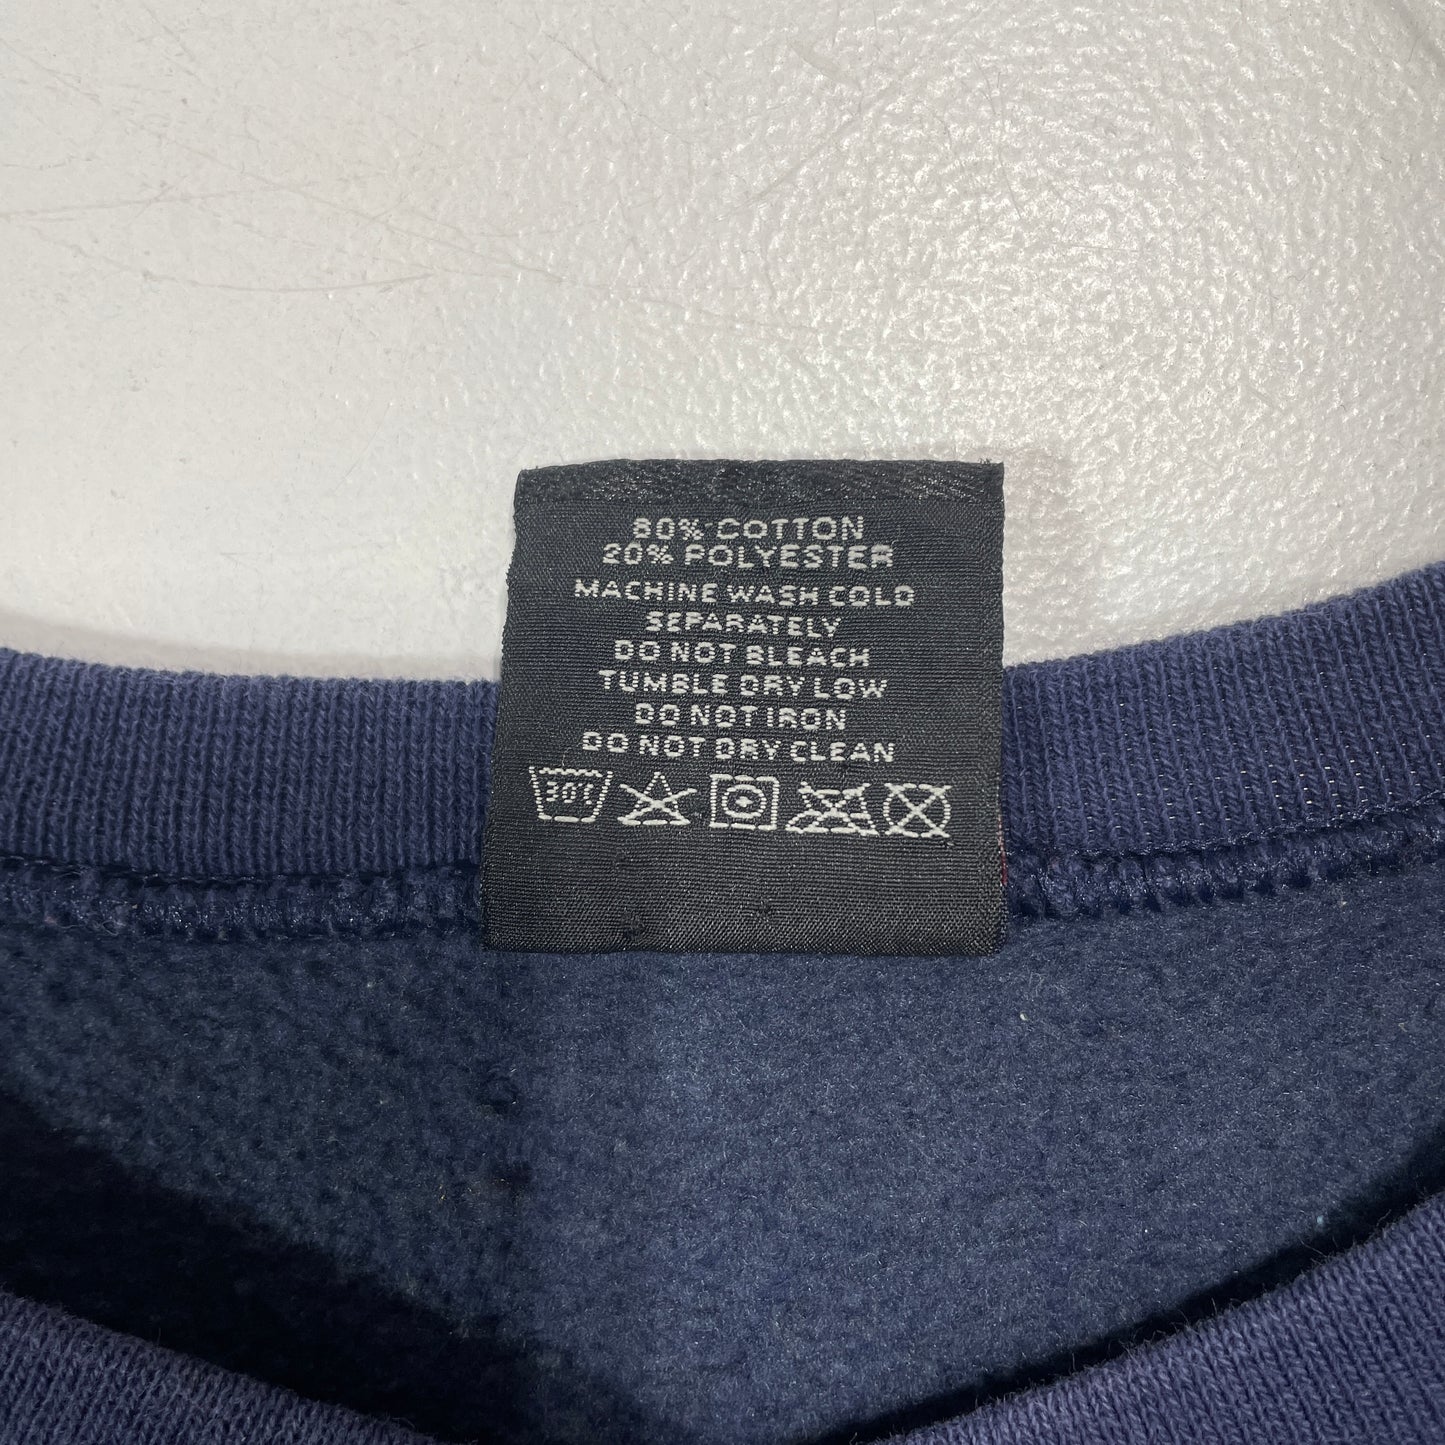 80% COTTON
20% POLYESTER
MACHINE WASH COLD
SEPARATELY
DO NOT BLEACH
TUMBLE DRY LOW
DO NOT IRON
DO NOT DRY CLEAN
30°C